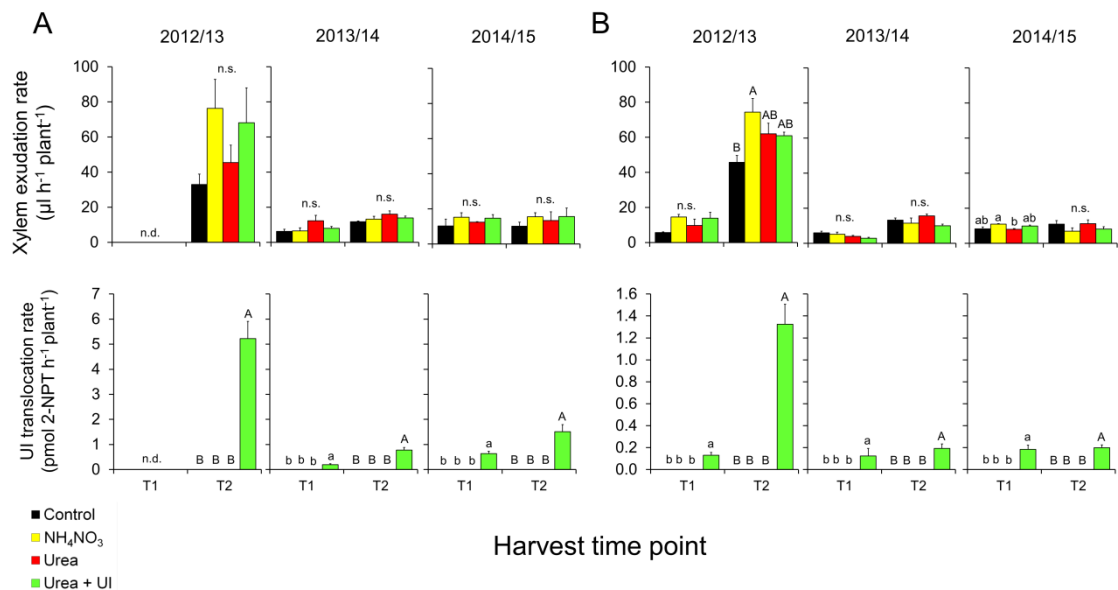 A
B
2012/13 2013/14 2014/15
2012/13 2013/14 2014/15
Xylem exudation rate
(µl h⁻¹ plant⁻¹)
100
80
60
40
20
0
n.d.
n.s.
n.s.
n.s.
n.s.
n.s.
100
80
60
40
20
0
B A AB AB
n.s.
n.s.
ab a b ab
n.s.
UI translocation rate
(pmol 2-NPT h⁻¹ plant⁻¹)
7
6
5
4
3
2
1
0
n.d.
B B B A
b b b a
B B B A
b b b a
B B B A
T1 T2 T1 T2 T1 T2
1.6
1.4
1.2
1.0
0.8
0.6
0.4
0.2
0.0
b b b a
B B B A
b b b a
B B B A
b b b a
B B B A
T1 T2 T1 T2 T1 T2
Control
NH₄NO₃
Urea
Urea + UI
Harvest time point